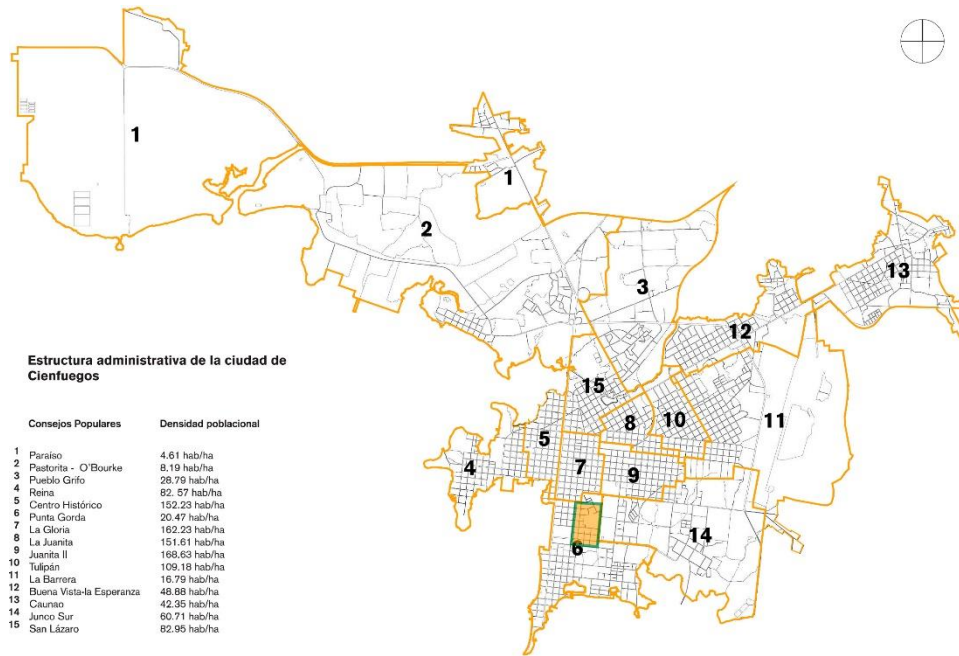 1
1
2
3
13
12
15
8
10
11
5
7
4
9
14
6
Estructura administrativa de la ciudad de
Cienfuegos
Consejos Populares Densidad poblacional
1 Paraíso 4.61 hab/ha
2 Pastorita - O'Bourke 8.19 hab/ha
3 Pueblo Grifo 28.79 hab/ha
4 Reina 82. 57 hab/ha
5 Centro Histórico 152.23 hab/ha
6 Punta Gorda 20.47 hab/ha
7 La Gloria 162.23 hab/ha
8 La Juanita 151.61 hab/ha
9 Juanita II 168.63 hab/ha
10 Tulipán 109.18 hab/ha
11 La Barrera 16.79 hab/ha
12 Buena Vista-la Esperanza 48.88 hab/ha
13 Caunao 42.35 hab/ha
14 Junco Sur 60.71 hab/ha
15 San Lázaro 82.95 hab/ha